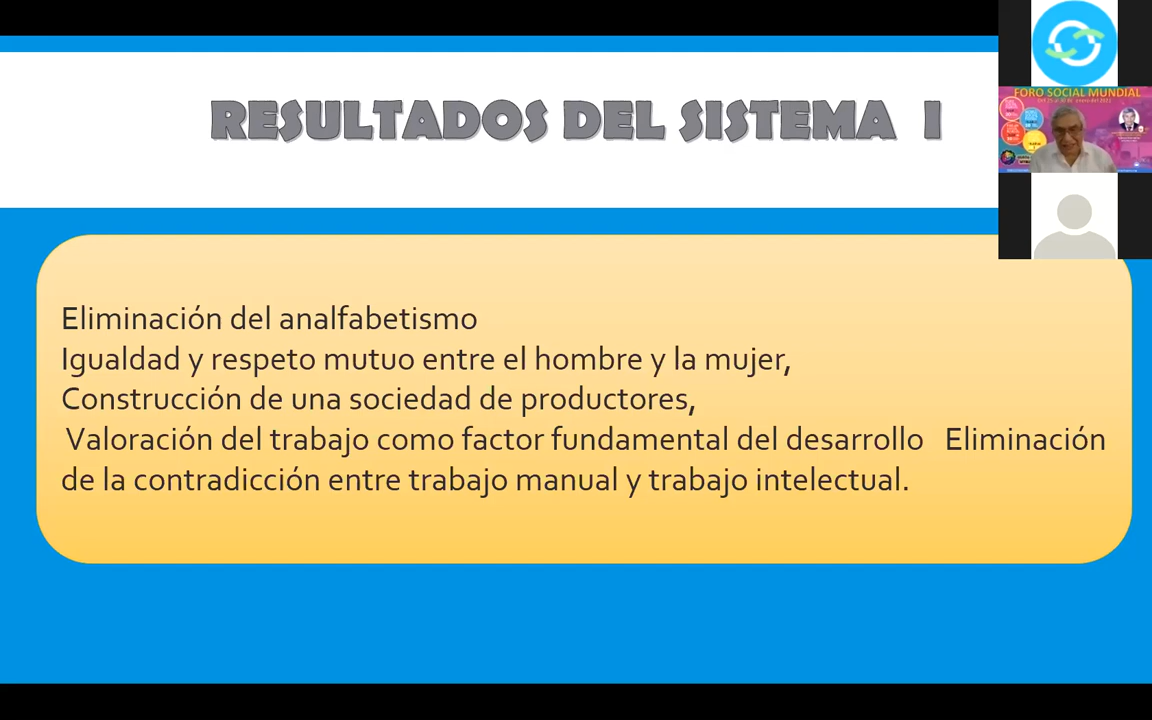 RESULTADOS DEL SISTEMA I
FORO SOCIAL MUNDIAL
Eliminación del analfabetismo
Igualdad y respeto mutuo entre el hombre y la mujer,
Construcción de una sociedad de productores,
Valoración del trabajo como factor fundamental del desarrollo Eliminación
de la contradicción entre trabajo manual y trabajo intelectual.